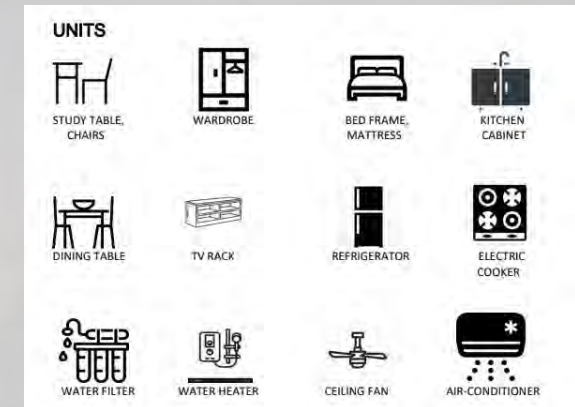 UNITS
STUDY TABLE,
CHAIRS
WARDROBE
BED FRAME,
MATTRESS
KITCHEN
CABINET
DINING TABLE
TV RACK
REFRIGERATOR
ELECTRIC
COOKER
WATER FILTER
WATER HEATER
CEILING FAN
AIR-CONDITIONER